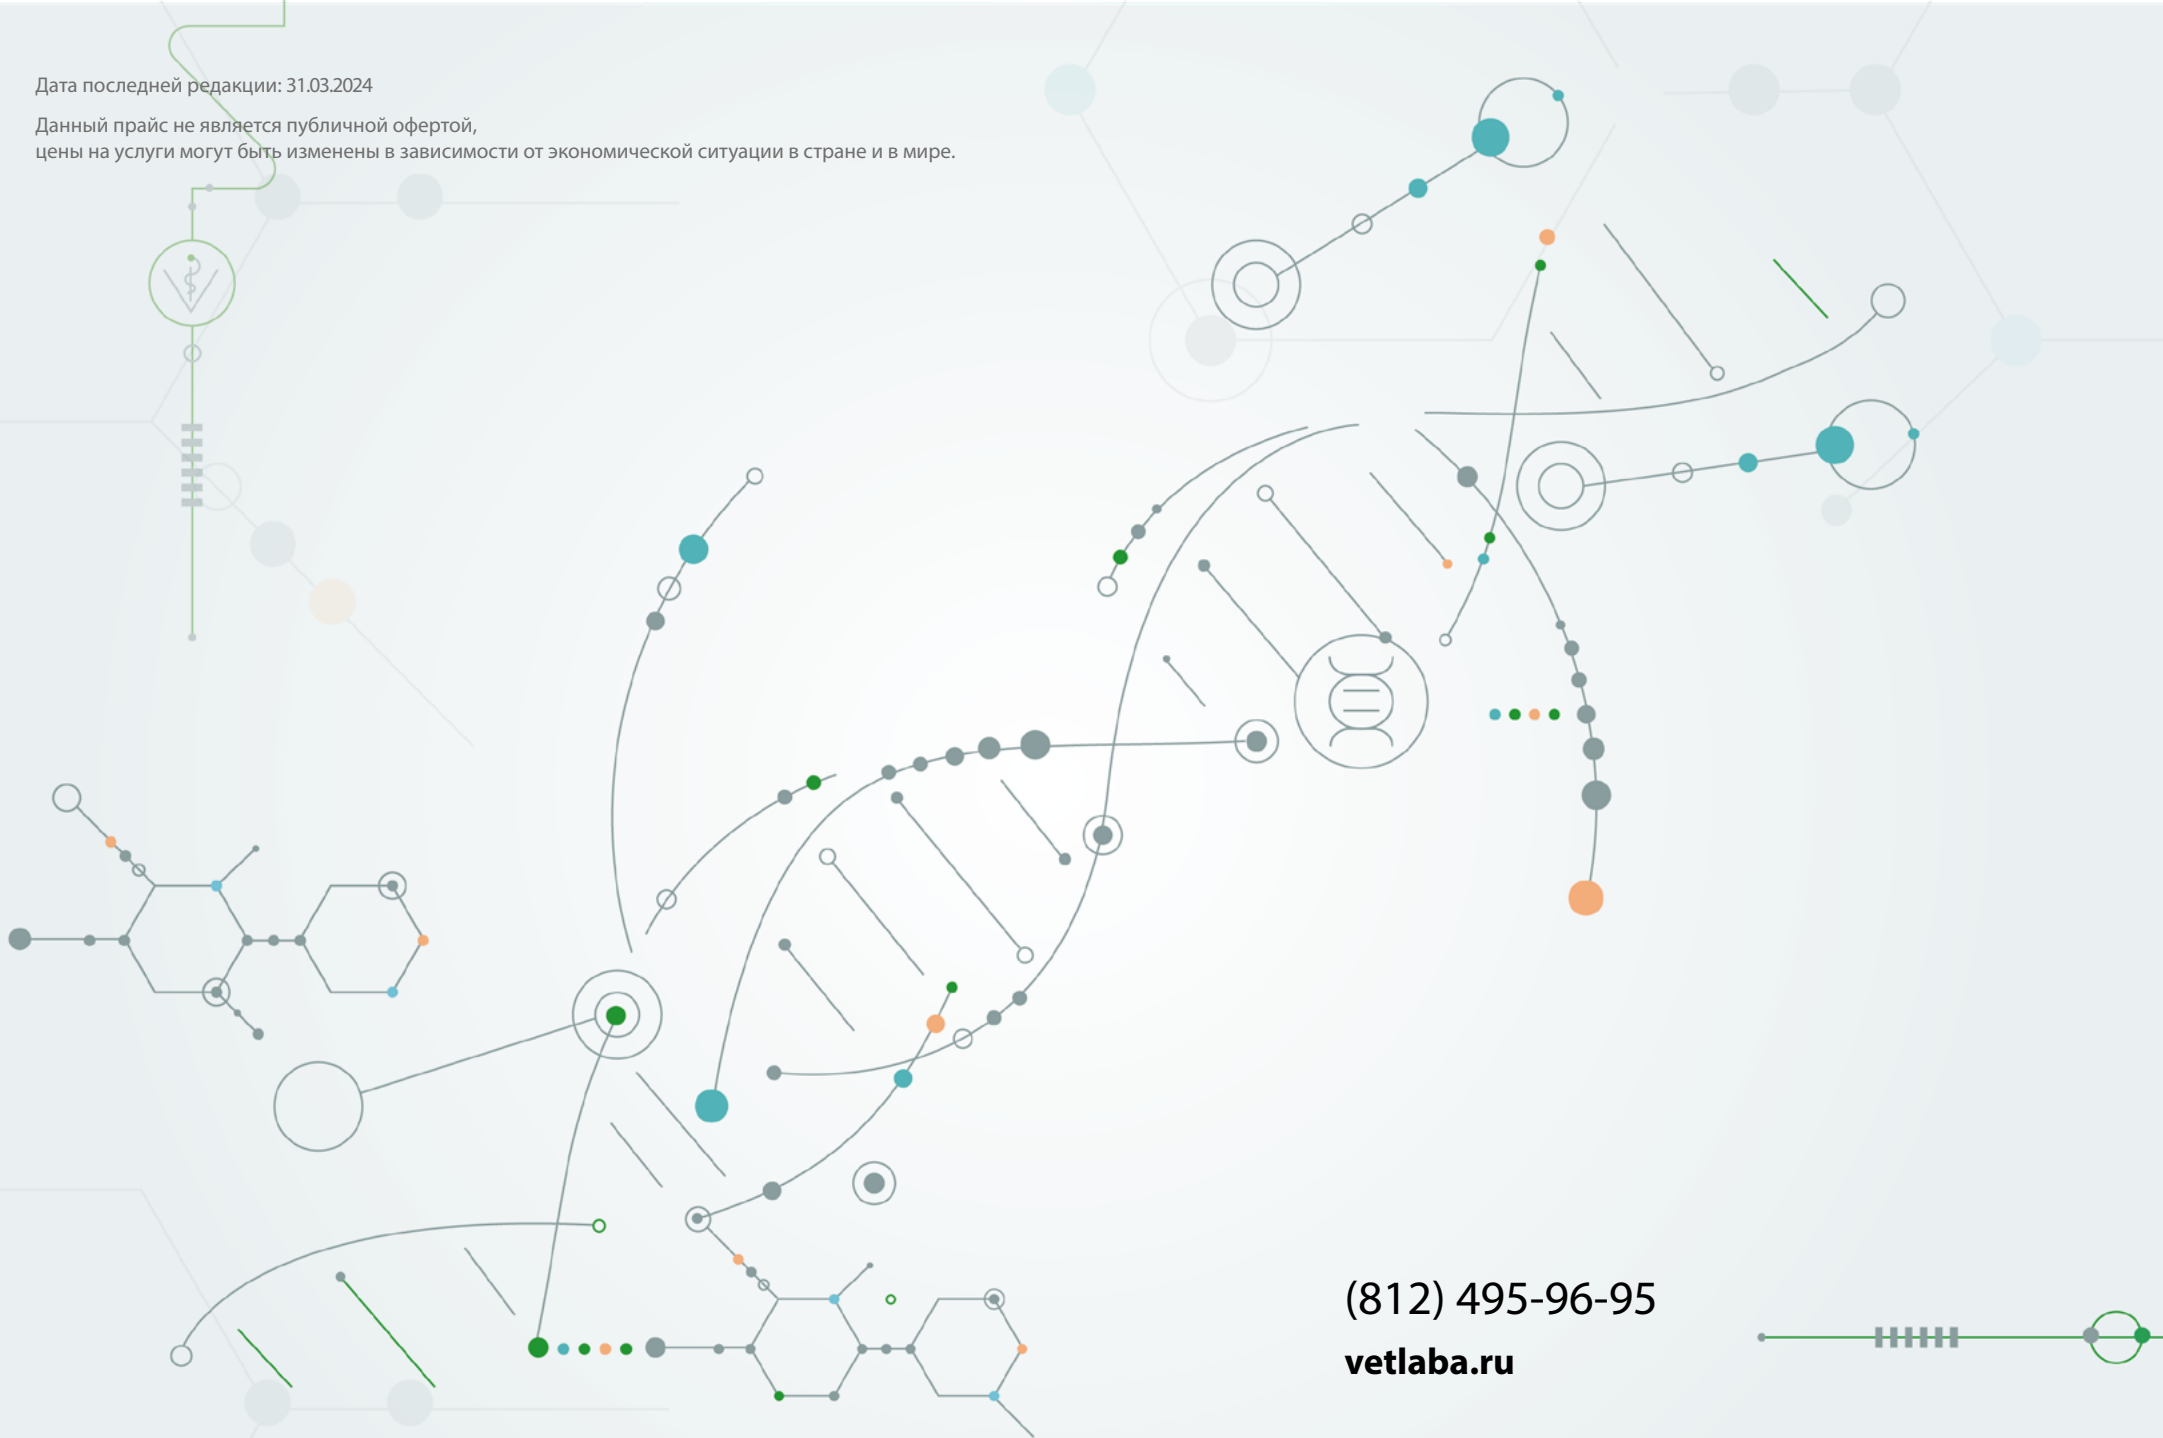 Дата последней редакции: 31.03.2024
Данный прайс не является публичной офертой,
цены на услуги могут быть изменены в зависимости от экономической ситуации в стране и в мире.
(812) 495-96-95
vetlaba.ru